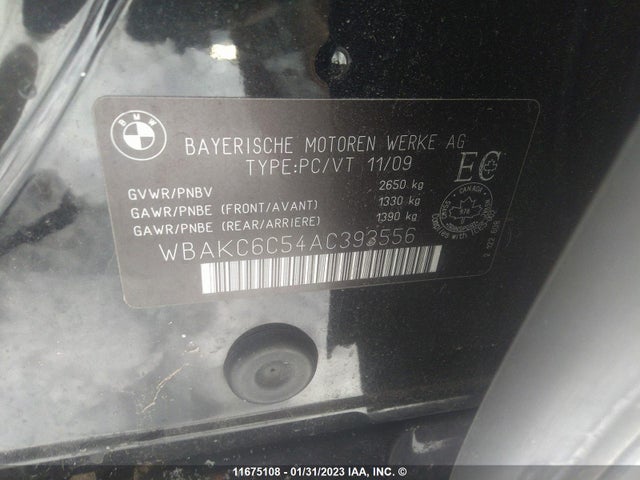 BMW
BAYERISCHE MOTOREN WERKE AG
TYPE:PC/VT 11/09
EC
GVWR/PNBV 2650 kg
GAWR/PNBE (FRONT/AVANT) 1330 kg
GAWR/PNBE (REAR/ARRIERE) 1390 kg
WBAKC6C54AC393556
CANADA
11675108 - 01/31/2023 IAA, INC. ©